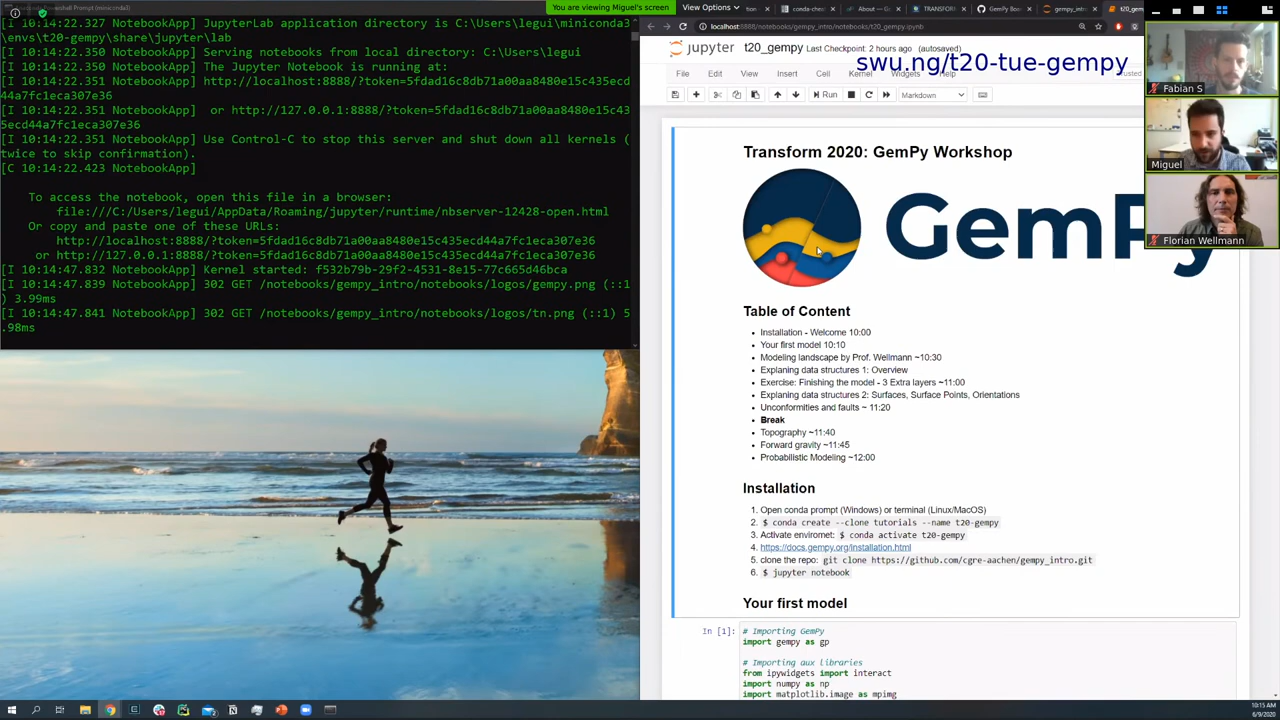 You are viewing Miguel's screen
View Options
[I 10:14:22.327 NotebookApp] JupyterLab application directory is C:\Users\legui\miniconda3
\envs\t20-gempy\share\jupyter\lab
[I 10:14:22.350 NotebookApp] Serving notebooks from local directory: C:\Users\legui
[I 10:14:22.350 NotebookApp] The Jupyter Notebook is running at:
[I 10:14:22.351 NotebookApp] http://localhost:8888/?token=5fdad16c8db71a00aa8480e15c435ecd
44a7fc1eca307e36
[I 10:14:22.351 NotebookApp]  or http://127.0.0.1:8888/?token=5fdad16c8db71a00aa8480e15c43
5ecd44a7fc1eca307e36
[I 10:14:22.351 NotebookApp] Use Control-C to stop this server and shut down all kernels (
twice to skip confirmation).
[C 10:14:22.423 NotebookApp]
To access the notebook, open this file in a browser:
file:///C:/Users/legui/AppData/Roaming/jupyter/runtime/nbserver-12428-open.html
Or copy and paste one of these URLs:
http://localhost:8888/?token=5fdad16c8db71a00aa8480e15c435ecd44a7fc1eca307e36
or http://127.0.0.1:8888/?token=5fdad16c8db71a00aa8480e15c435ecd44a7fc1eca307e36
[I 10:14:47.832 NotebookApp] Kernel started: f532b79b-29f2-4531-8e15-77c665d46bca
[I 10:14:47.839 NotebookApp] 302 GET /notebooks/gempy_intro/notebooks/logos/gempy.png (::1
) 3.99ms
[I 10:14:47.841 NotebookApp] 302 GET /notebooks/gempy_intro/notebooks/logos/tn.png (::1) 5
.98ms
localhost:8888/notebooks/gempy_intro/notebooks/t20_gempy.ipynb
jupyter t20_gempy Last Checkpoint: 2 hours ago (autosaved)
swu.ng/t20-tue-gempy
File Edit View Insert Cell Kernel Widgets Help
Run Markdown
Transform 2020: GemPy Workshop
GemPy
Table of Content
Installation - Welcome 10:00
Your first model 10:10
Modeling landscape by Prof. Wellmann ~10:30
Explaning data structures 1: Overview
Exercise: Finishing the model - 3 Extra layers ~11:00
Explaning data structures 2: Surfaces, Surface Points, Orientations
Unconformities and faults ~ 11:20
Break
Topography ~11:40
Forward gravity ~11:45
Probabilistic Modeling ~12:00
Installation
1. Open conda prompt (Windows) or terminal (Linux/MacOS)
2. $ conda create --clone tutorials --name t20-gempy
3. Activate enviromet: $ conda activate t20-gempy
4. https://docs.gempy.org/installation.html
5. clone the repo: git clone https://github.com/cgre-aachen/gempy_intro.git
6. $ jupyter notebook
Your first model
In [1]:
# Importing GemPy
import gempy as gp
# Importing aux libraries
from ipywidgets import interact
import numpy as np
import matplotlib.image as mpimg
Fabian S
Miguel
Florian Wellmann
10:15 AM
6/9/2020